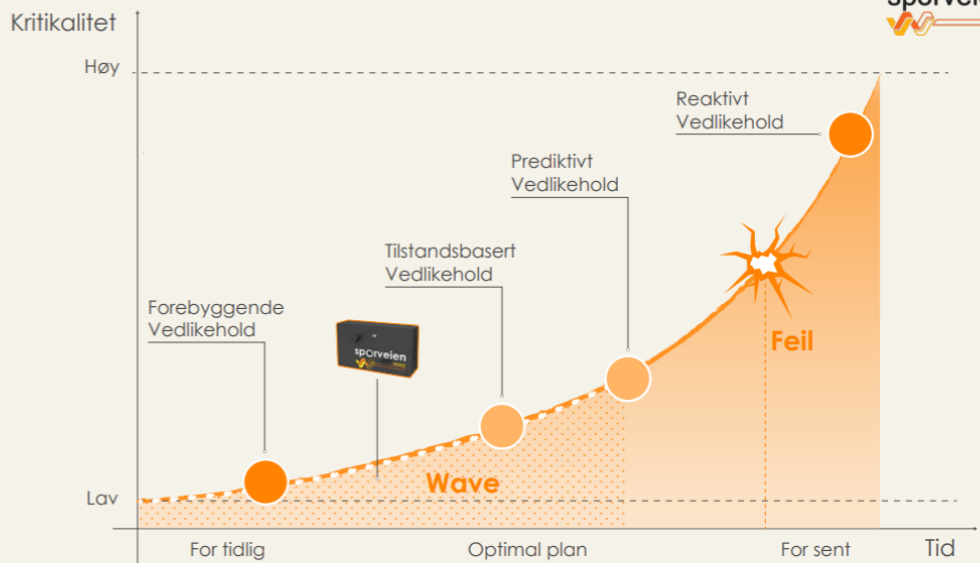 Kritikalitet
Høy
Reaktivt
Vedlikehold
Prediktivt
Vedlikehold
Tilstandsbasert
Vedlikehold
Forebyggende
Vedlikehold
sporveien
Feil
Wave
Lav
For tidlig
Optimal plan
For sent
Tid